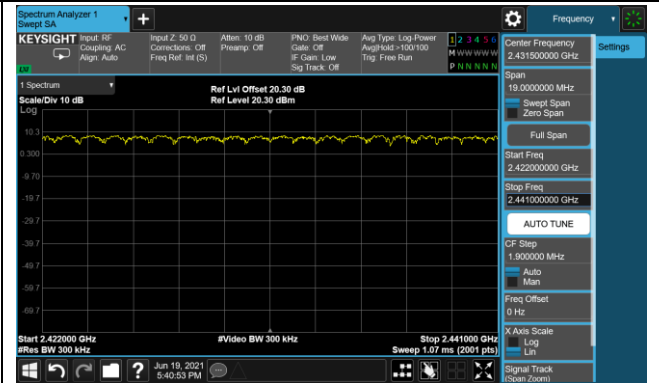 Spectrum Analyzer 1
Swept SA
Frequency
KEYSIGHT
Input: RF
Coupling: AC
Align: Auto
Input Z: 50 Ω
Corrections: Off
Freq Ref: Int (S)
Atten: 10 dB
Preamp: Off
PNO: Best Wide
Gate: Off
IF Gain: Low
Sig Track: Off
Avg Type: Log-Power
Avg|Hold:>100/100
Trig: Free Run
1 2 3 4 5 6
M W W W W W
P N N N N N
Settings
1 Spectrum
Scale/Div 10 dB
Log
Ref Lvl Offset 20.30 dB
Ref Level 20.30 dBm
10.3
0.300
-9.70
-19.7
-29.7
-39.7
-49.7
-59.7
-69.7
Start 2.422000 GHz
#Res BW 300 kHz
#Video BW 300 kHz
Stop 2.441000 GHz
Sweep 1.07 ms (2001 pts)
Center Frequency
2.431500000 GHz
Span
19.0000000 MHz
Swept Span
Zero Span
Full Span
Start Freq
2.422000000 GHz
Stop Freq
2.441000000 GHz
AUTO TUNE
CF Step
1.900000 MHz
Auto
Man
Freq Offset
0 Hz
X Axis Scale
Log
Lin
Signal Track
(Span Zoom)
Jun 19, 2021
5:40:53 PM